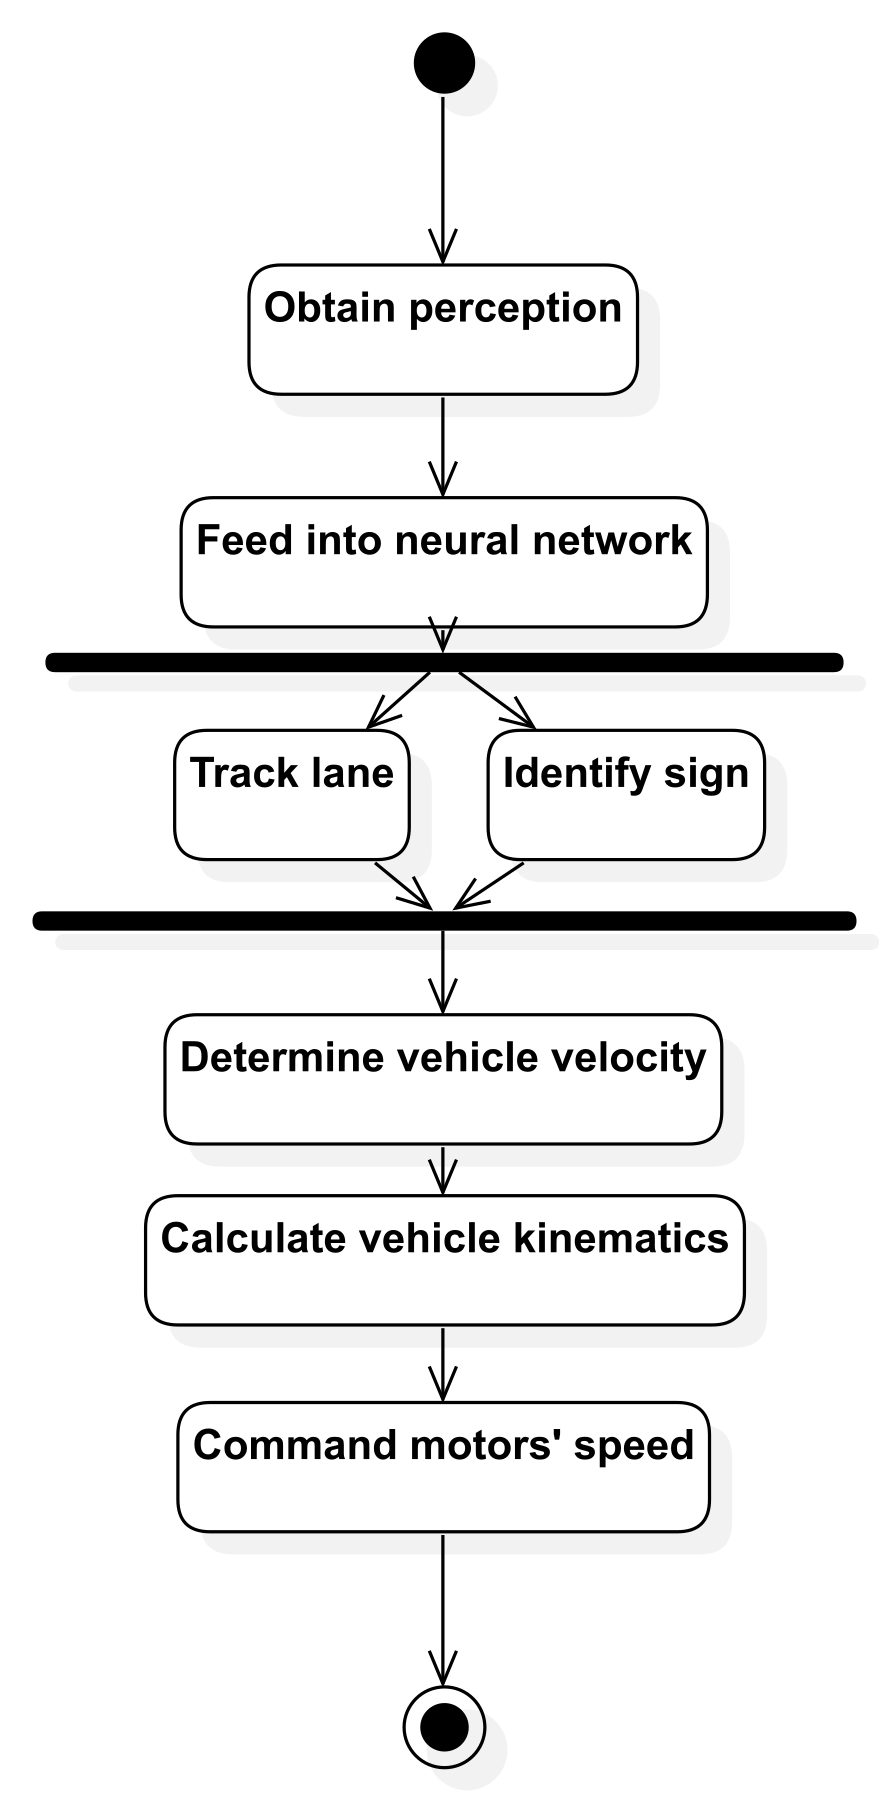 Obtain perception
Feed into neural network
Track lane
Identify sign
Determine vehicle velocity
Calculate vehicle kinematics
Command motors' speed